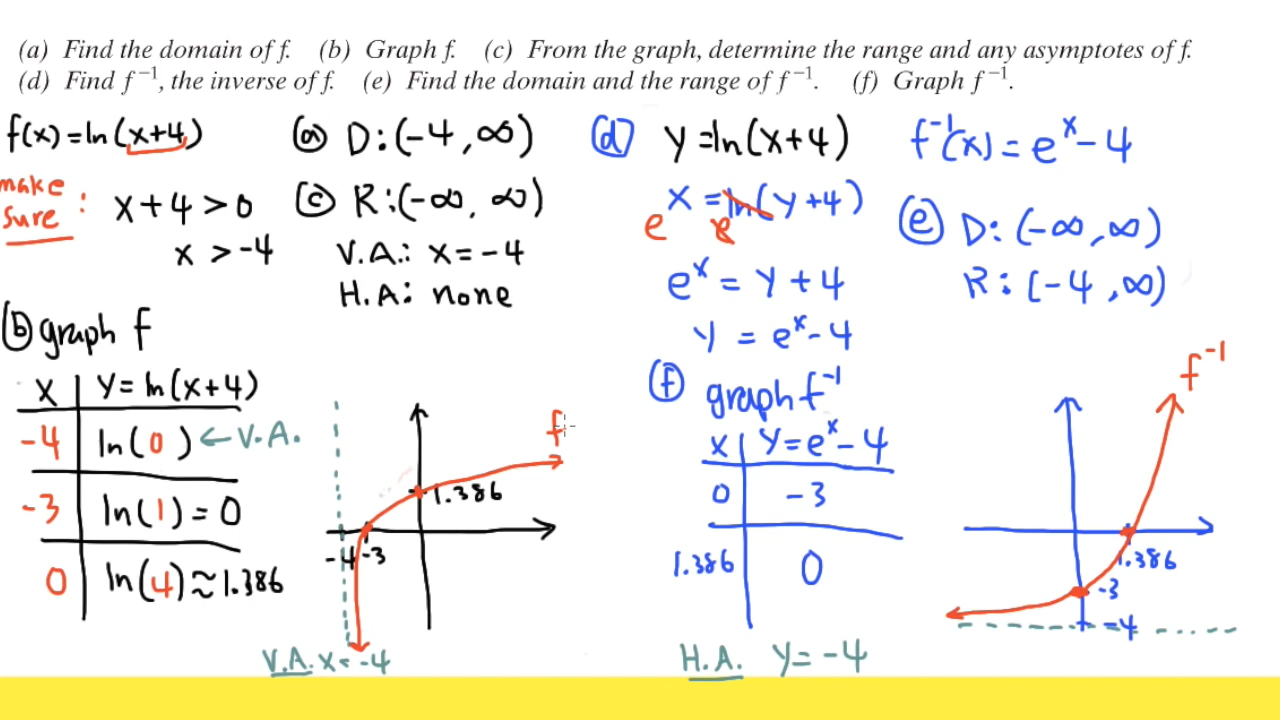 (a) Find the domain of f. (b) Graph f. (c) From the graph, determine the range and any asymptotes of f.
(d) Find f⁻¹, the inverse of f. (e) Find the domain and the range of f⁻¹. (f) Graph f⁻¹.
f(x)=ln(x+4)
make sure :
x+4>0
x >-4
(a) D:(-4,∞)
(c) R:(-∞, ∞)
V.A.: x=-4
H.A: none
(b) graph f
x | y=ln(x+4)
-4 | ln(0) ← V.A.
-3 | ln(1)=0
0 | ln(4)≈1.386
f
1.386
-4 -3
V.A. x=-4
(d) y=ln(x+4)
x = ln(y+4)
e e
eˣ = y+4
y = eˣ-4
f⁻¹(x)=eˣ-4
(e) D: (-∞,∞)
R: [-4,∞)
(f) graph f⁻¹
x | y=eˣ-4
0 | -3
1.386 | 0
H.A. y=-4
f⁻¹
1.386
-3
-4